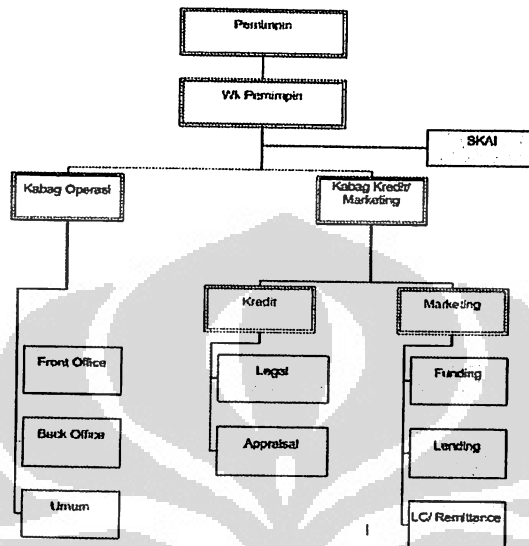 Pemimpin
Wk Pemimpin
SKAI
Kabag Operasi
Kabag Kredit/
Marketing
Kredit
Marketing
Front Office
Legal
Funding
Back Office
Appraisal
Lending
Umum
LC/ Remittance